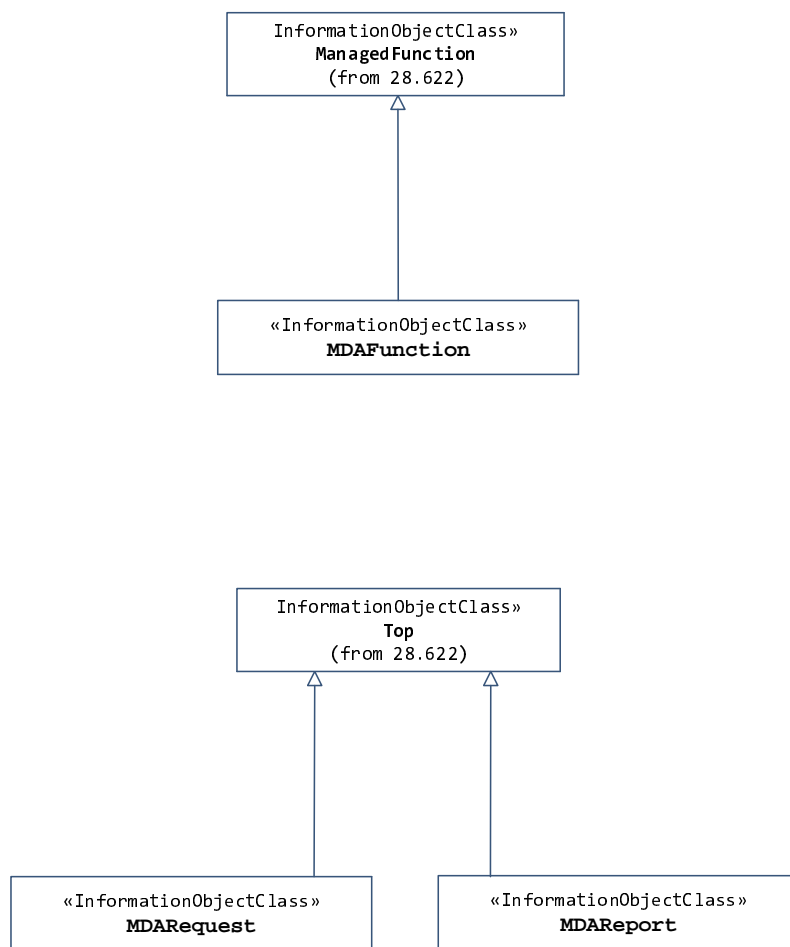 InformationObjectClass»
ManagedFunction
(from 28.622)
«InformationObjectClass»
MDAFunction
InformationObjectClass»
Top
(from 28.622)
«InformationObjectClass»
MDARequest
«InformationObjectClass»
MDAReport